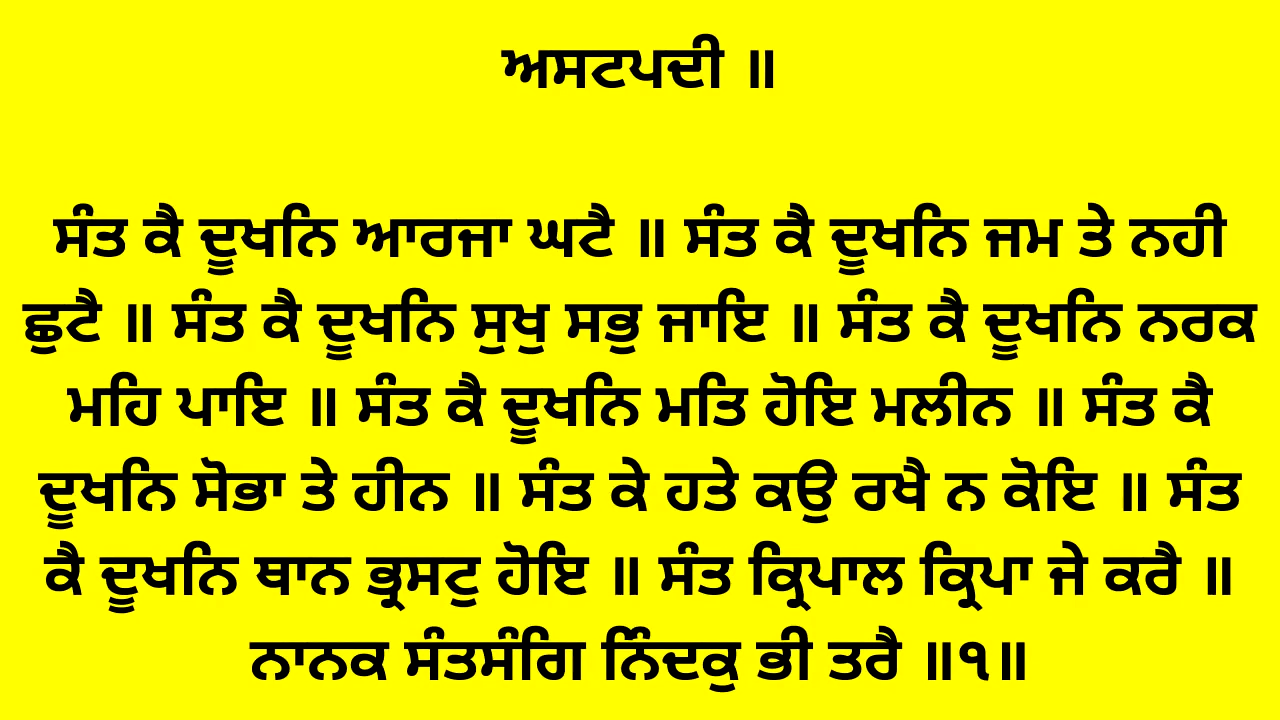 ਅਸਟਪਦੀ ॥
ਸੰਤ ਕੈ ਦੂਖਨਿ ਆਰਜਾ ਘਟੈ ॥ ਸੰਤ ਕੈ ਦੂਖਨਿ ਜਮ ਤੇ ਨਹੀ
ਛੁਟੈ ॥ ਸੰਤ ਕੈ ਦੂਖਨਿ ਸੁਖੁ ਸਭੁ ਜਾਇ ॥ ਸੰਤ ਕੈ ਦੂਖਨਿ ਨਰਕ
ਮਹਿ ਪਾਇ ॥ ਸੰਤ ਕੈ ਦੂਖਨਿ ਮਤਿ ਹੋਇ ਮਲੀਨ ॥ ਸੰਤ ਕੈ
ਦੂਖਨਿ ਸੋਭਾ ਤੇ ਹੀਨ ॥ ਸੰਤ ਕੇ ਹਤੇ ਕਉ ਰਖੈ ਨ ਕੋਇ ॥ ਸੰਤ
ਕੈ ਦੂਖਨਿ ਥਾਨ ਭ੍ਰਸਟੁ ਹੋਇ ॥ ਸੰਤ ਕ੍ਰਿਪਾਲ ਕ੍ਰਿਪਾ ਜੇ ਕਰੈ ॥
ਨਾਨਕ ਸੰਤਸੰਗਿ ਨਿੰਦਕੁ ਭੀ ਤਰੈ ॥੧॥